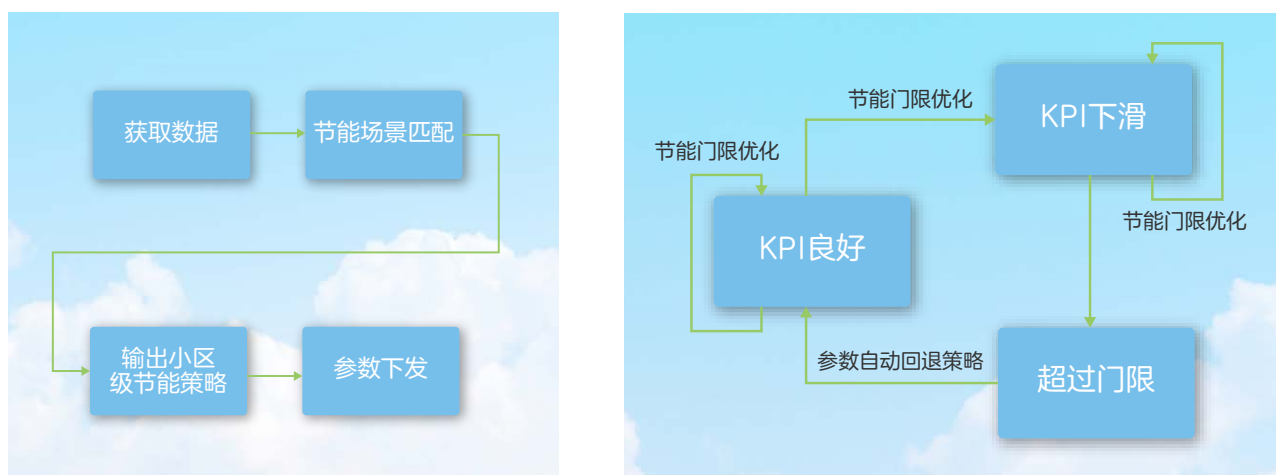 获取数据
节能场景匹配
输出小区
级节能策略
参数下发
节能门限优化
KPI下滑
节能门限优化
节能门限优化
KPI良好
参数自动回退策略
超过门限